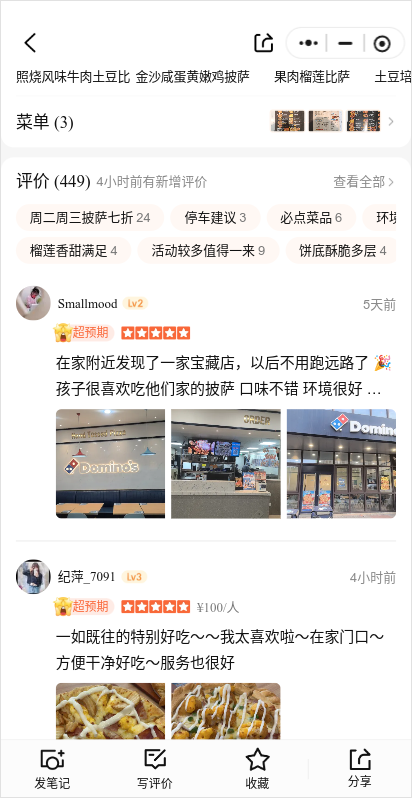 照烧风味牛肉土豆比 金沙咸蛋黄嫩鸡披萨 果肉榴莲比萨 土豆培
菜单 (3)
评价 (449) 4小时前有新增评价 查看全部
周二周三披萨七折 24 停车建议 3 必点菜品 6 环境
榴莲香甜满足 4 活动较多值得一来 9 饼底酥脆多层 4
Smallmood Lv2 5天前
超预期
在家附近发现了一家宝藏店，以后不用跑远路了 🎉
孩子很喜欢吃他们家的披萨 口味不错 环境很好 …
Domino's
ORDER
Domino
纪萍_7091 Lv3 4小时前
超预期 ¥100/人
一如既往的特别好吃～～我太喜欢啦～在家门口～
方便干净好吃～服务也很好
发笔记 写评价 收藏 分享